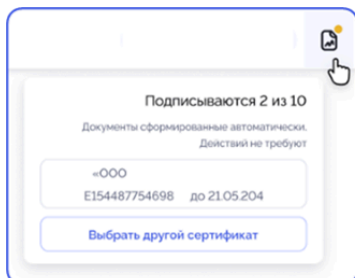 Подписываются 2 из 10
Документы сформированные автоматически.
Действий не требуют
«ООО
E154487754698 до 21.05.204
Выбрать другой сертификат